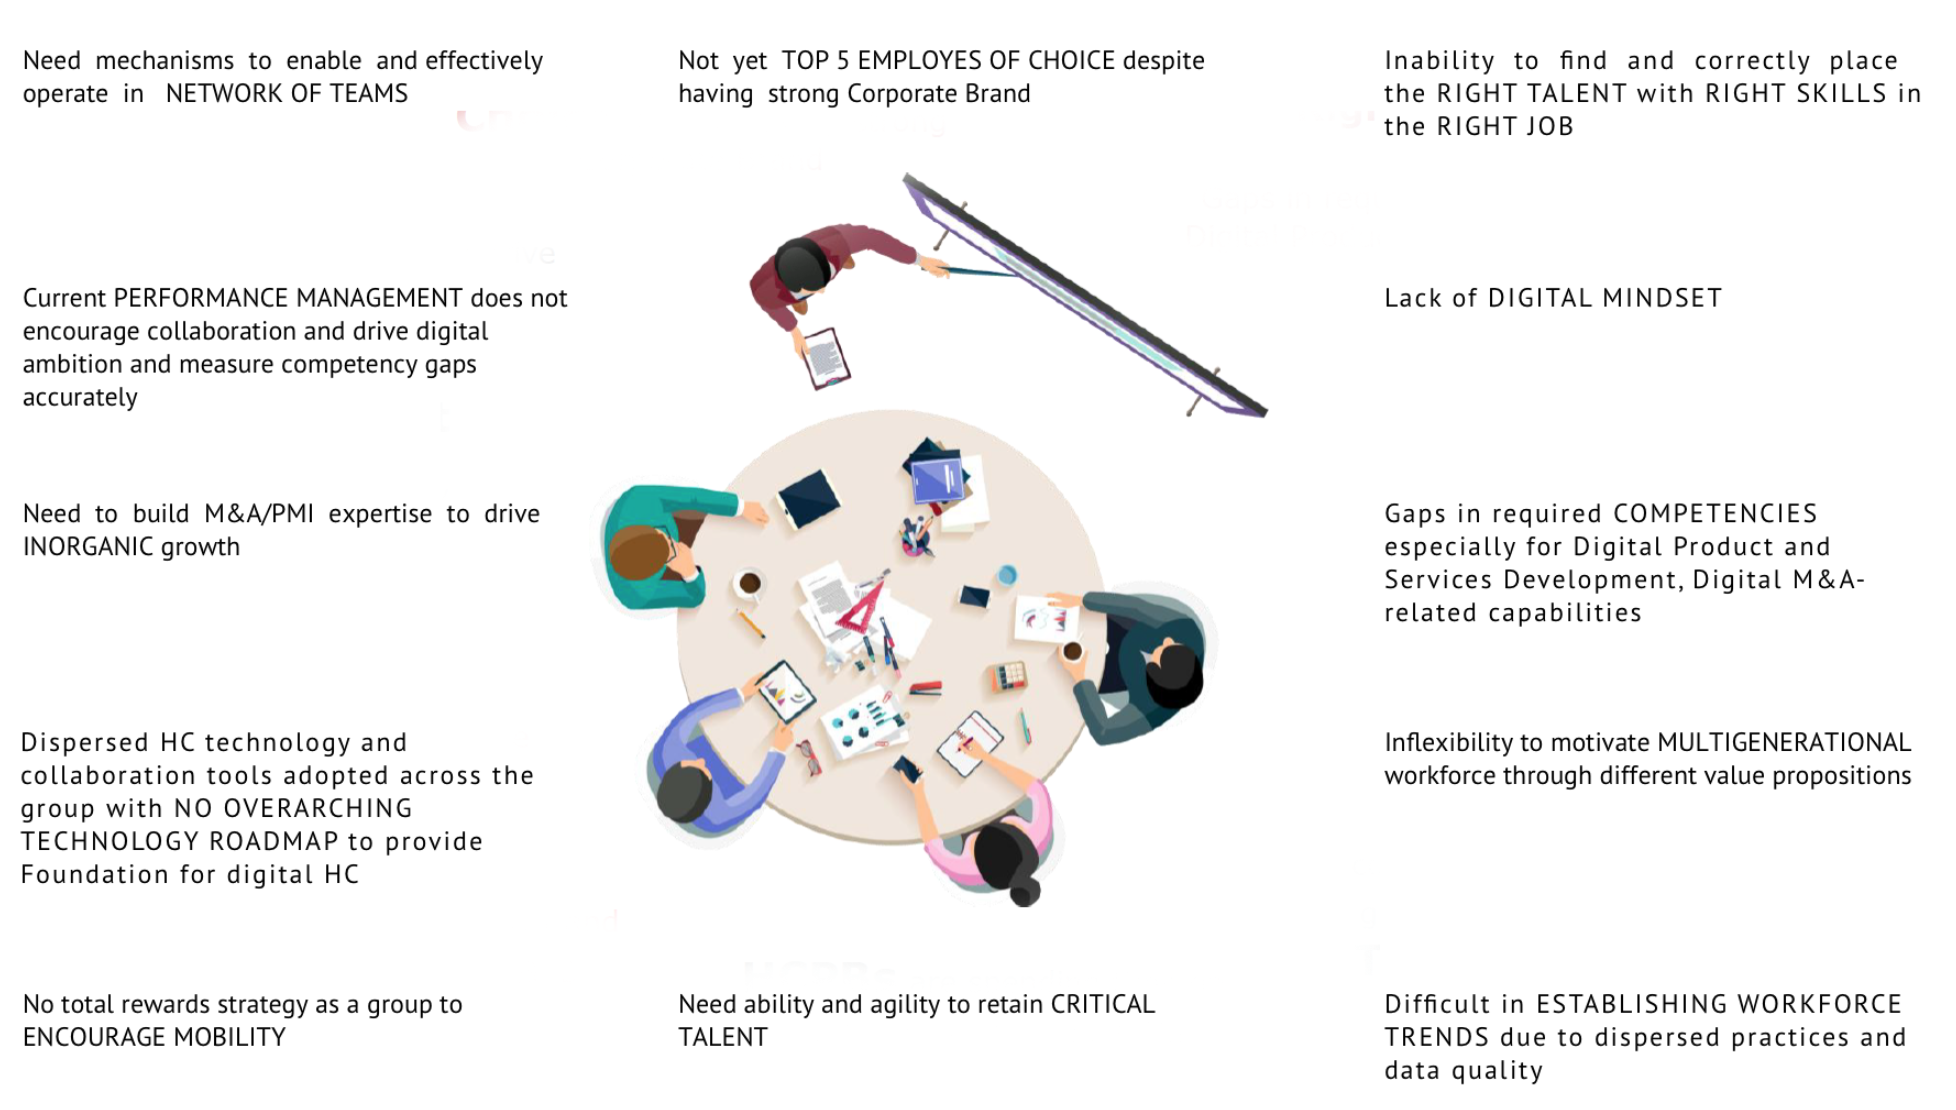 Need mechanisms to enable and effectively
operate in NETWORK OF TEAMS
Not yet TOP 5 EMPLOYES OF CHOICE despite
having strong Corporate Brand
Inability to find and correctly place
the RIGHT TALENT with RIGHT SKILLS in
the RIGHT JOB
Current PERFORMANCE MANAGEMENT does not
encourage collaboration and drive digital
ambition and measure competency gaps
accurately
Lack of DIGITAL MINDSET
Need to build M&A/PMI expertise to drive
INORGANIC growth
Gaps in required COMPETENCIES
especially for Digital Product and
Services Development, Digital M&A-
related capabilities
Dispersed HC technology and
collaboration tools adopted across the
group with NO OVERARCHING
TECHNOLOGY ROADMAP to provide
Foundation for digital HC
Inflexibility to motivate MULTIGENERATIONAL
workforce through different value propositions
No total rewards strategy as a group to
ENCOURAGE MOBILITY
Need ability and agility to retain CRITICAL
TALENT
Difficult in ESTABLISHING WORKFORCE
TRENDS due to dispersed practices and
data quality